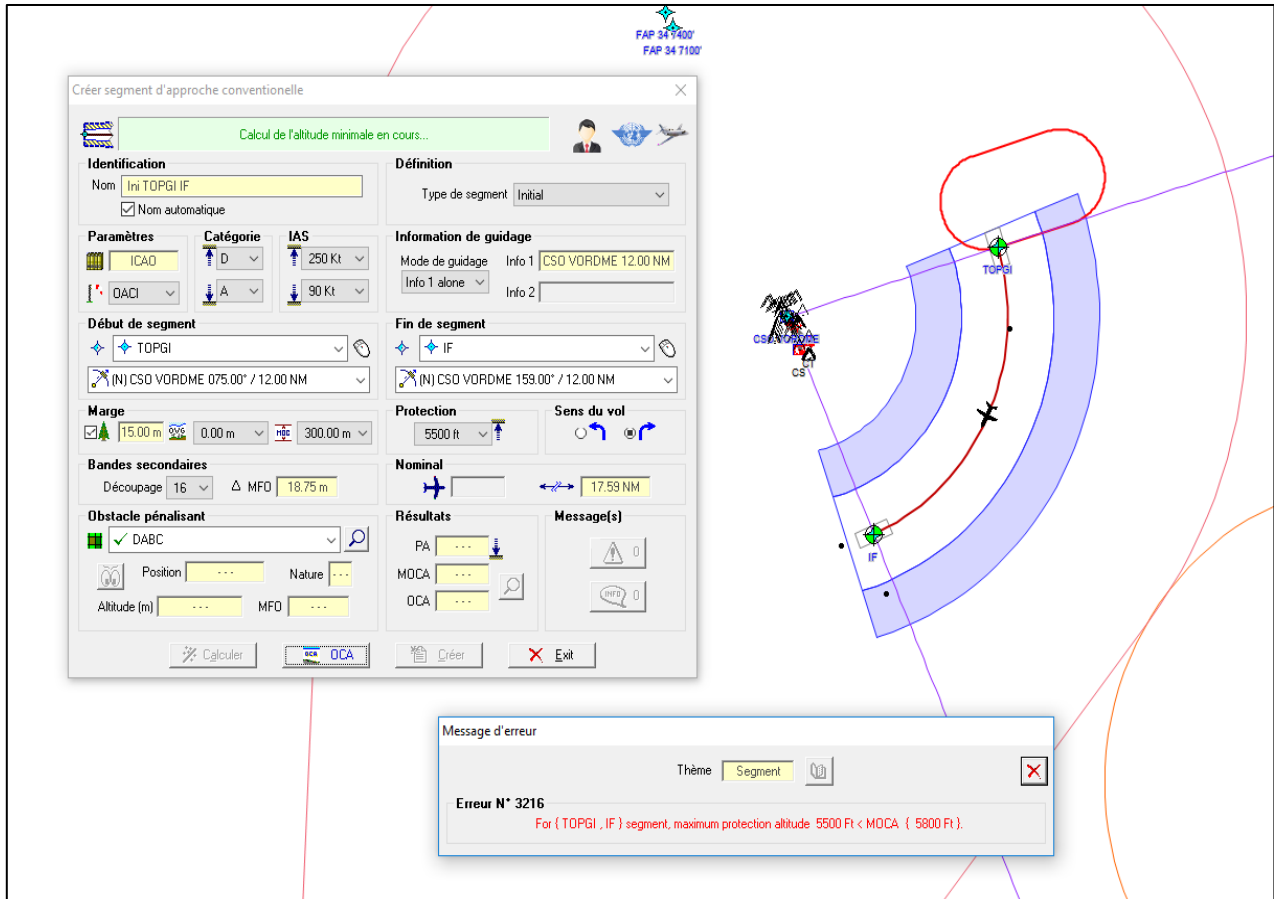 FAP 34 7400'
FAP 34 7100'
Créer segment d'approche conventionelle
Calcul de l'altitude minimale en cours...
Identification
Nom Ini TOPGI IF
Nom automatique
Définition
Type de segment Initial
Paramètres
ICAO
OACI
Catégorie
D
A
IAS
250 Kt
90 Kt
Information de guidage
Mode de guidage Info 1 CSO VORDME 12.00 NM
Info 1 alone Info 2
Début de segment
TOPGI
(N) CSO VORDME 075.00° / 12.00 NM
Fin de segment
IF
(N) CSO VORDME 159.00° / 12.00 NM
Marge
15.00 m OVG 0.00 m MOC 300.00 m
Protection
5500 ft
Sens du vol
Bandes secondaires
Découpage 16 Δ MFO 18.75 m
Nominal
17.59 NM
Obstacle pénalisant
DABC
Position - - - Nature - - -
Altitude (m) - - - MFO - - -
Résultats
PA - - -
MOCA - - -
OCA - - -
Message(s)
0
INFO 0
Calculer
OCA OCA
Créer
Exit
TOPGI
CSO VORDME
CI
CS
IF
Message d'erreur
Thème Segment
Erreur N° 3216
For { TOPGI , IF } segment, maximum protection altitude 5500 Ft < MOCA { 5800 Ft }.